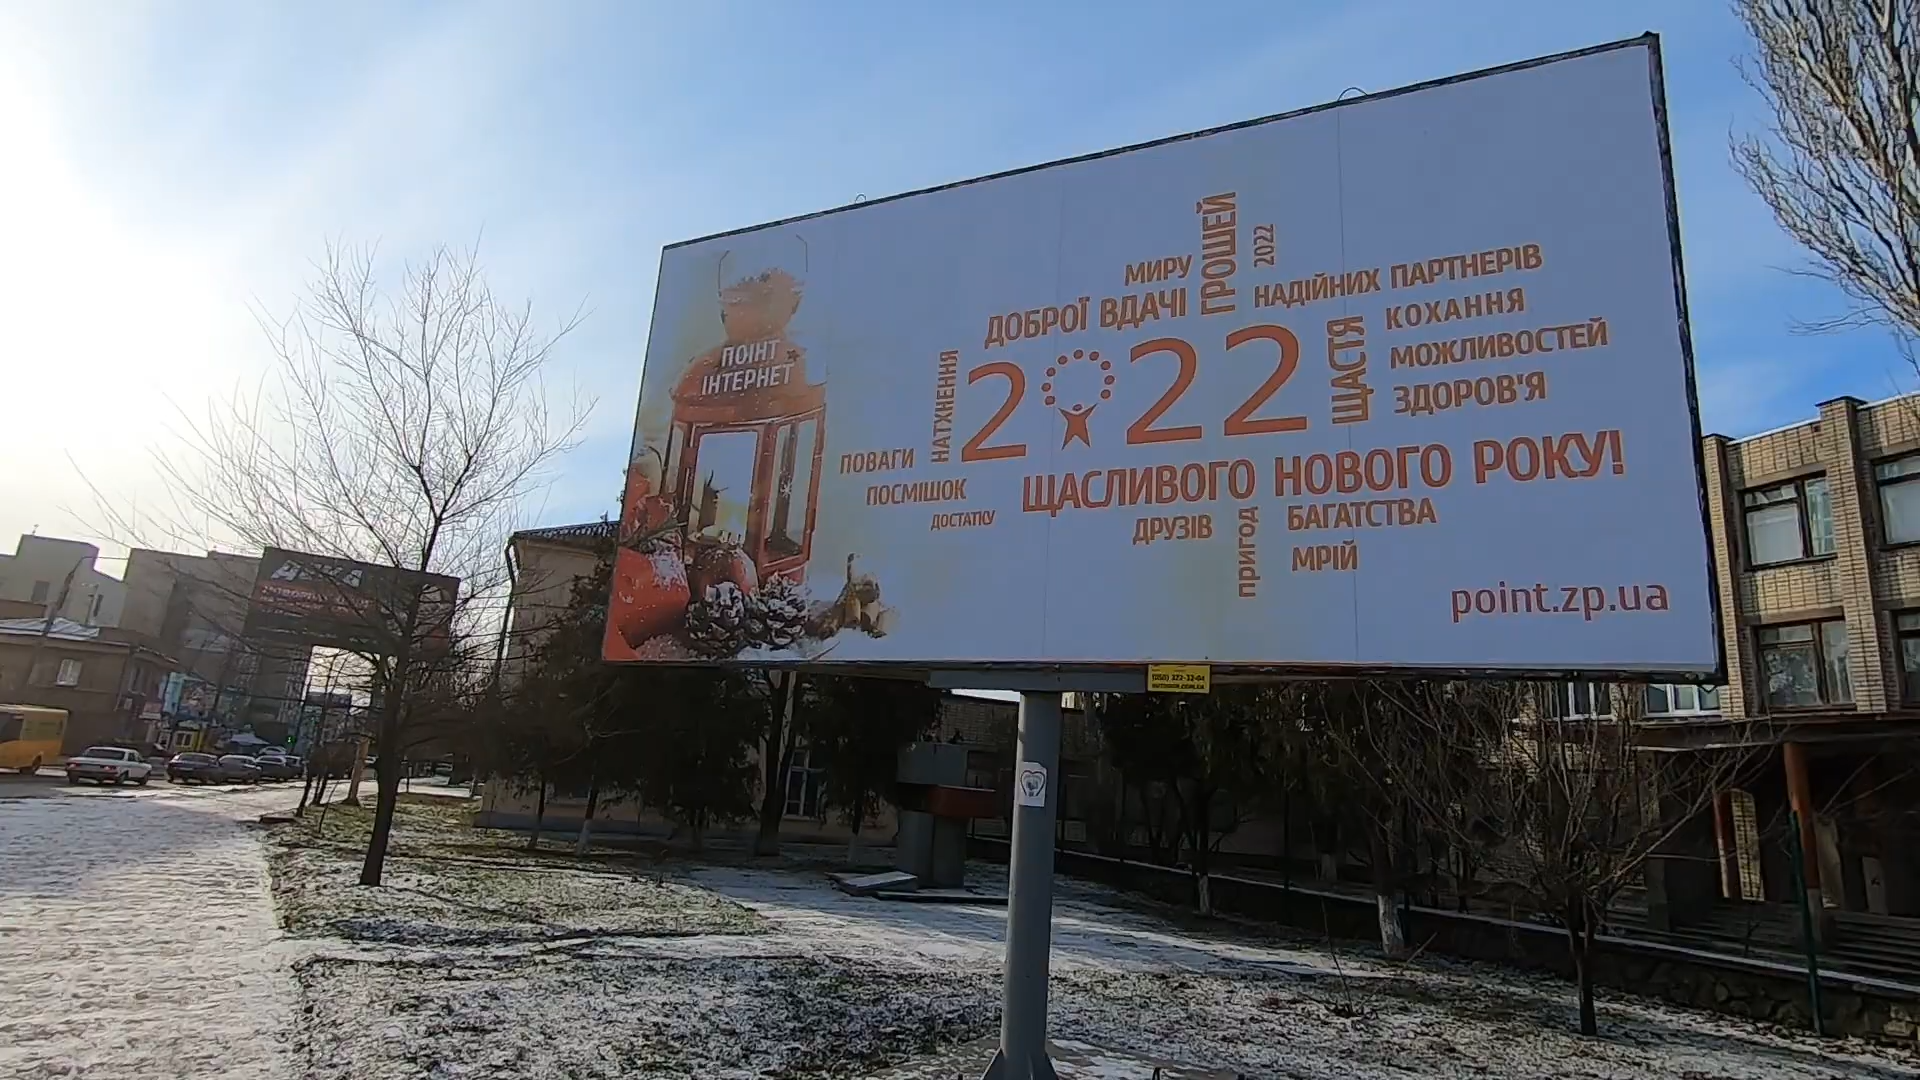 ПОІНТ
ІНТЕРНЕТ
МИРУ
ГРОШЕЙ
2022
ДОБРОЇ ВДАЧІ
НАДІЙНИХ ПАРТНЕРІВ
КОХАННЯ
МОЖЛИВОСТЕЙ
ЗДОРОВ'Я
ЩАСТЯ
НАТХНЕННЯ
2022
ПОВАГИ
ПОСМІШОК
ДОСТАТКУ
ЩАСЛИВОГО НОВОГО РОКУ!
ДРУЗІВ
ПРИГОД
БАГАТСТВА
МРІЙ
point.zp.ua